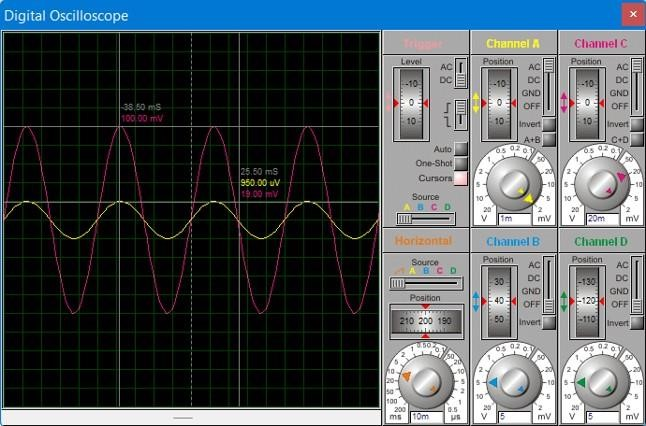 Digital Oscilloscope
-38.50 mS
100.00 mV
25.50 mS
950.00 uV
19.00 mV
Trigger
Level
-10
0
10
AC
DC
Auto
One-Shot
Cursors
Source
A B C D
Channel A
Position
-10
0
10
AC
DC
GND
OFF
Invert
A+B
V
1m
mV
Channel C
Position
-10
0
10
AC
DC
GND
OFF
Invert
C+D
V
20m
mV
Horizontal
Source
A B C D
Position
210 200 190
ms
10m
µs
Channel B
Position
30
40
50
AC
DC
GND
OFF
Invert
V
5
mV
Channel D
Position
-130
-120
-110
AC
DC
GND
OFF
Invert
V
5
mV